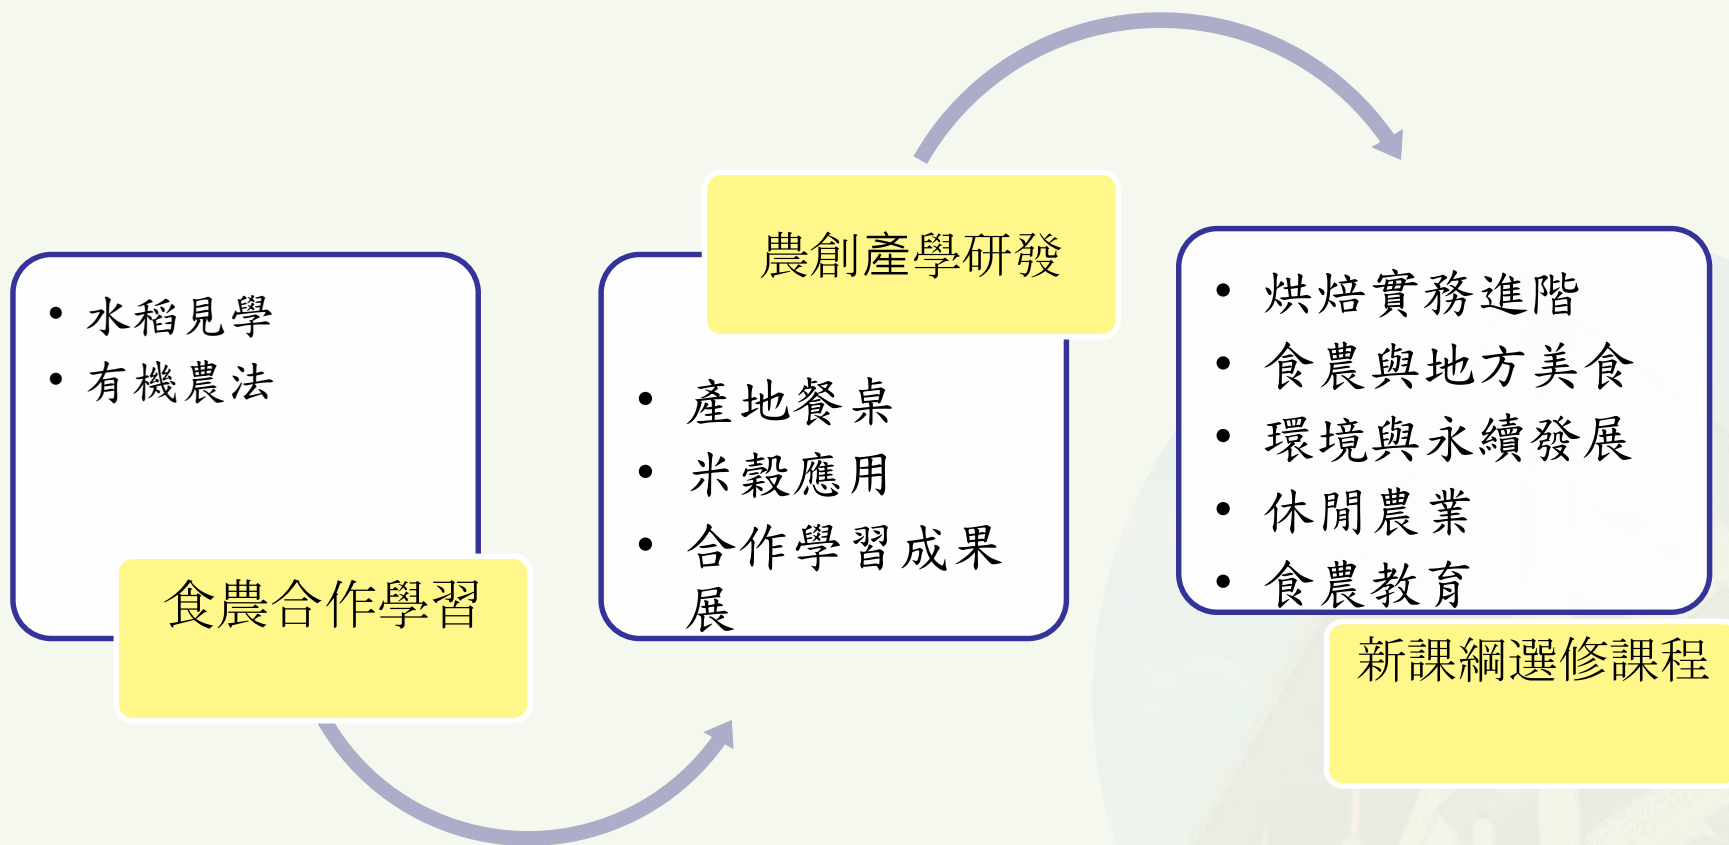 水稻見學
有機農法
食農合作學習
農創產學研發
產地餐桌
米穀應用
合作學習成果
展
烘焙實務進階
食農與地方美食
環境與永續發展
休閒農業
食農教育
新課綱選修課程